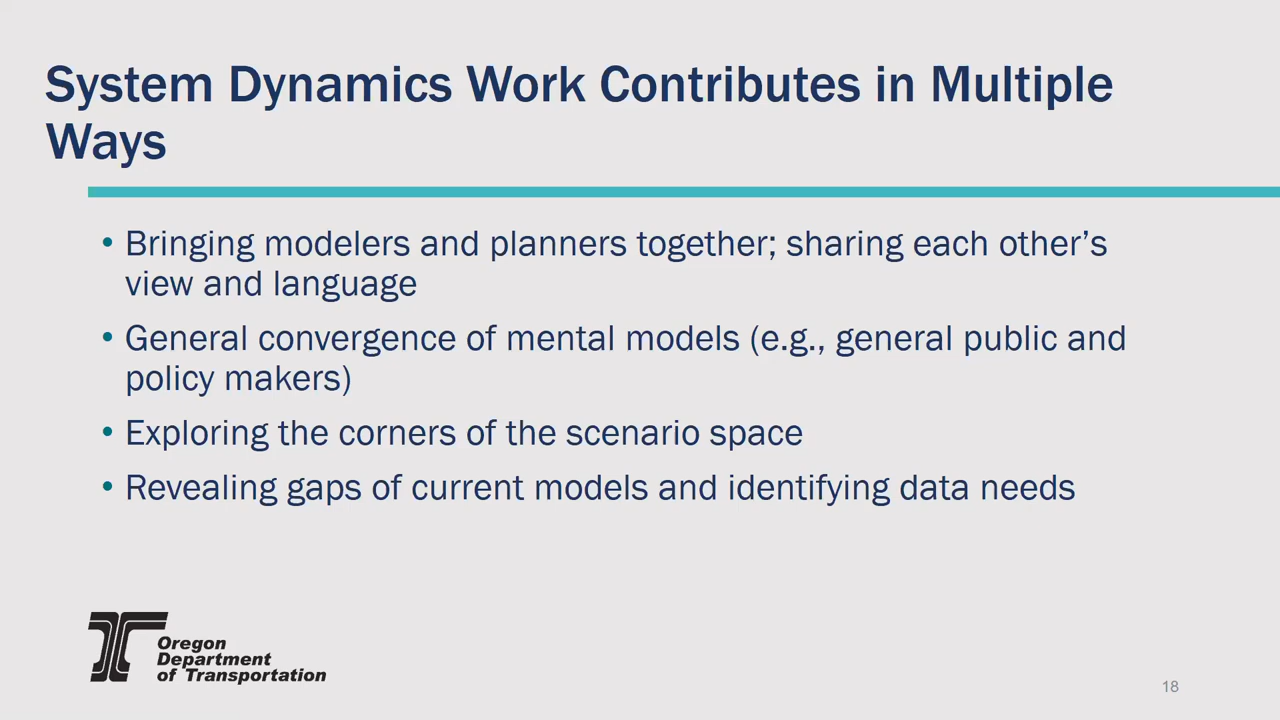 System Dynamics Work Contributes in Multiple
Ways
• Bringing modelers and planners together; sharing each other’s
view and language
• General convergence of mental models (e.g., general public and
policy makers)
• Exploring the corners of the scenario space
• Revealing gaps of current models and identifying data needs
Oregon
Department
of Transportation
18